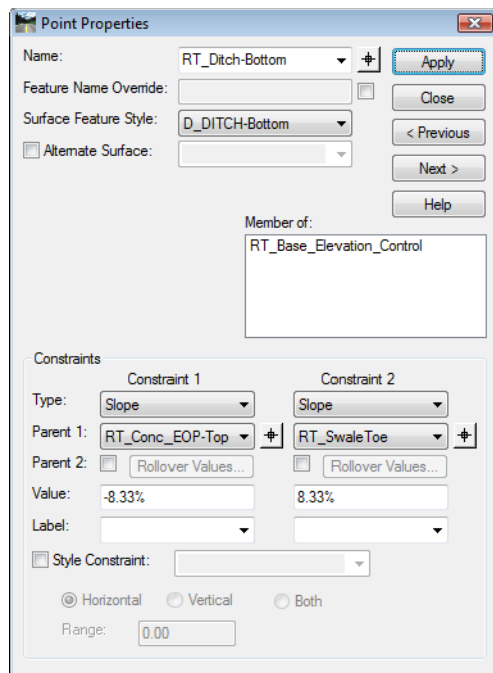 Point Properties
Name: RT_Ditch-Bottom Apply
Feature Name Override: Close
Surface Feature Style: D_DITCH-Bottom < Previous
Alternate Surface: Next >
Help
Member of:
RT_Base_Elevation_Control
Constraints
Constraint 1 Constraint 2
Type: Slope Slope
Parent 1: RT_Conc_EOP-Top RT_SwaleToe
Parent 2: Rollover Values... Rollover Values...
Value: -8.33% 8.33%
Label:
Style Constraint:
Horizontal Vertical Both
Range: 0.00